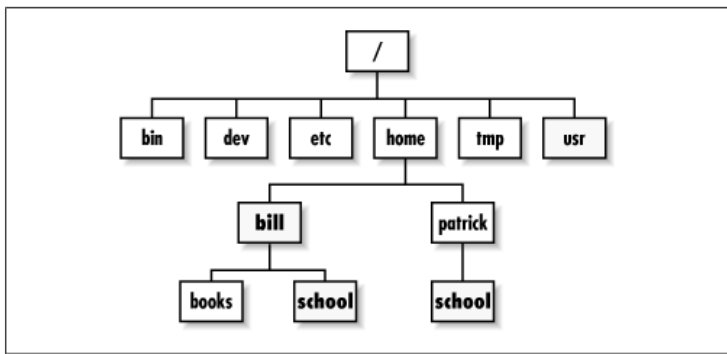 /
bin dev etc home tmp usr
bill patrick
books school school